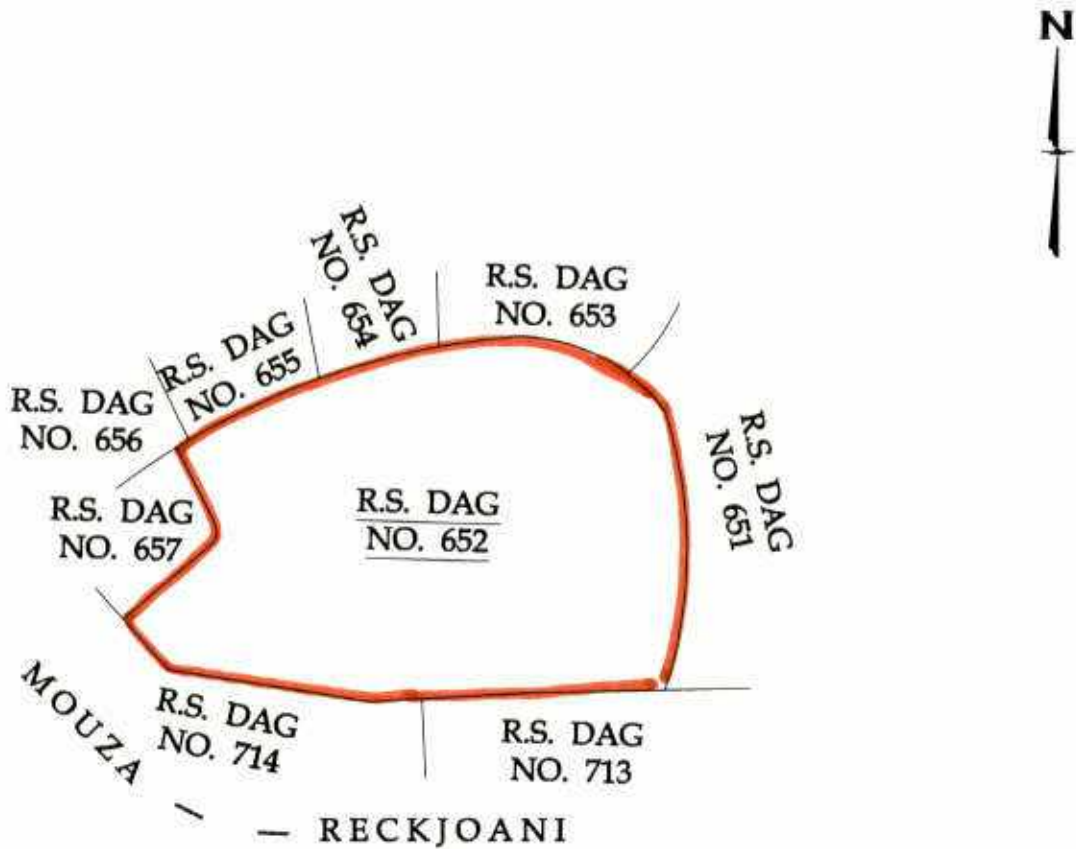 N
R.S. DAG
NO. 654
R.S. DAG
NO. 653
R.S. DAG
NO. 655
R.S. DAG
NO. 656
R.S. DAG
NO. 651
R.S. DAG
NO. 657
R.S. DAG
NO. 652
R.S. DAG
NO. 714
R.S. DAG
NO. 713
MOUZA — — RECKJOANI